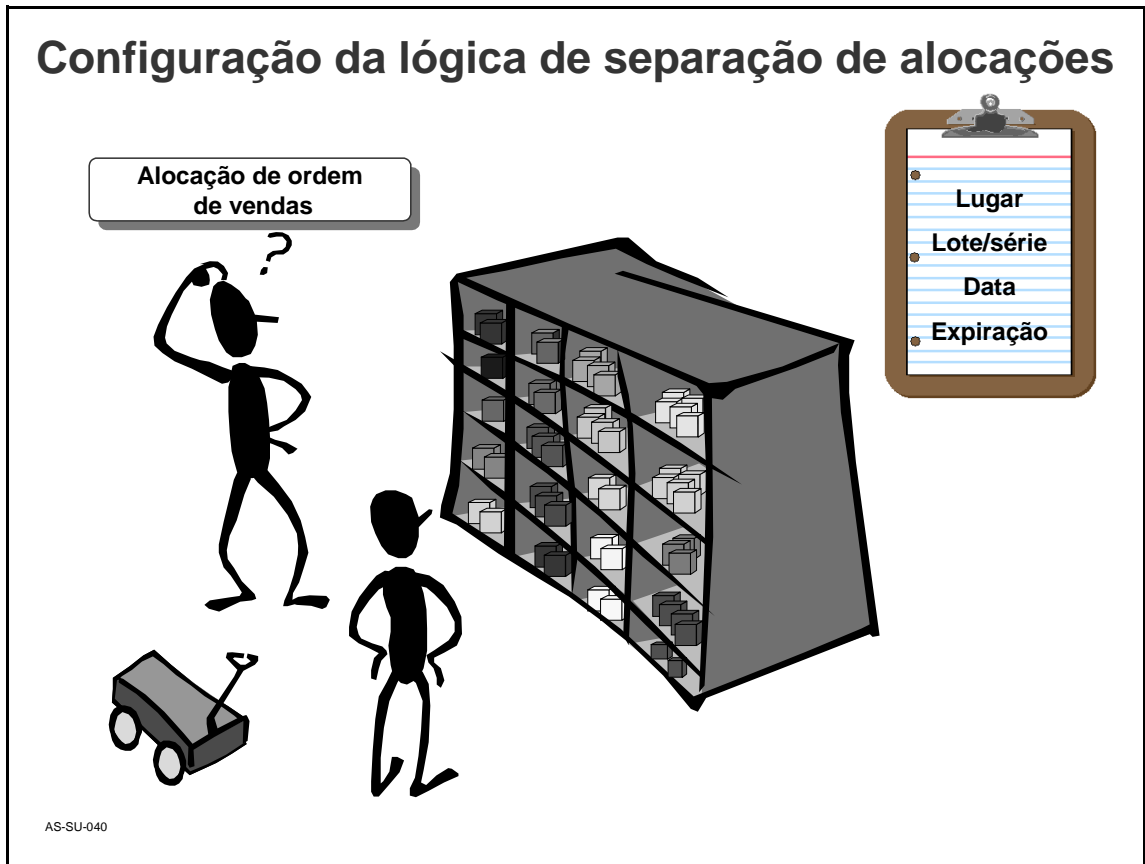 Configuração da lógica de separação de alocações
Alocação de ordem
de vendas
?
Lugar
Lote/série
Data
Expiração
AS-SU-040